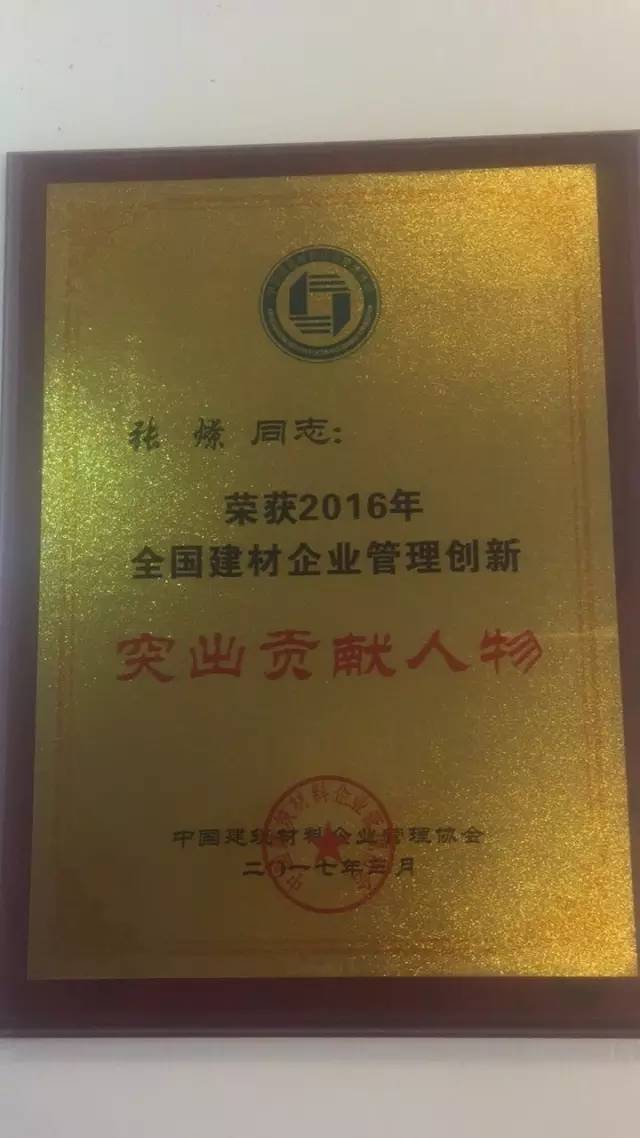 张 燎 同志:
荣获2016年
全国建材企业管理创新
突出贡献人物
中国建筑材料企业管理协会
二〇一七年三月